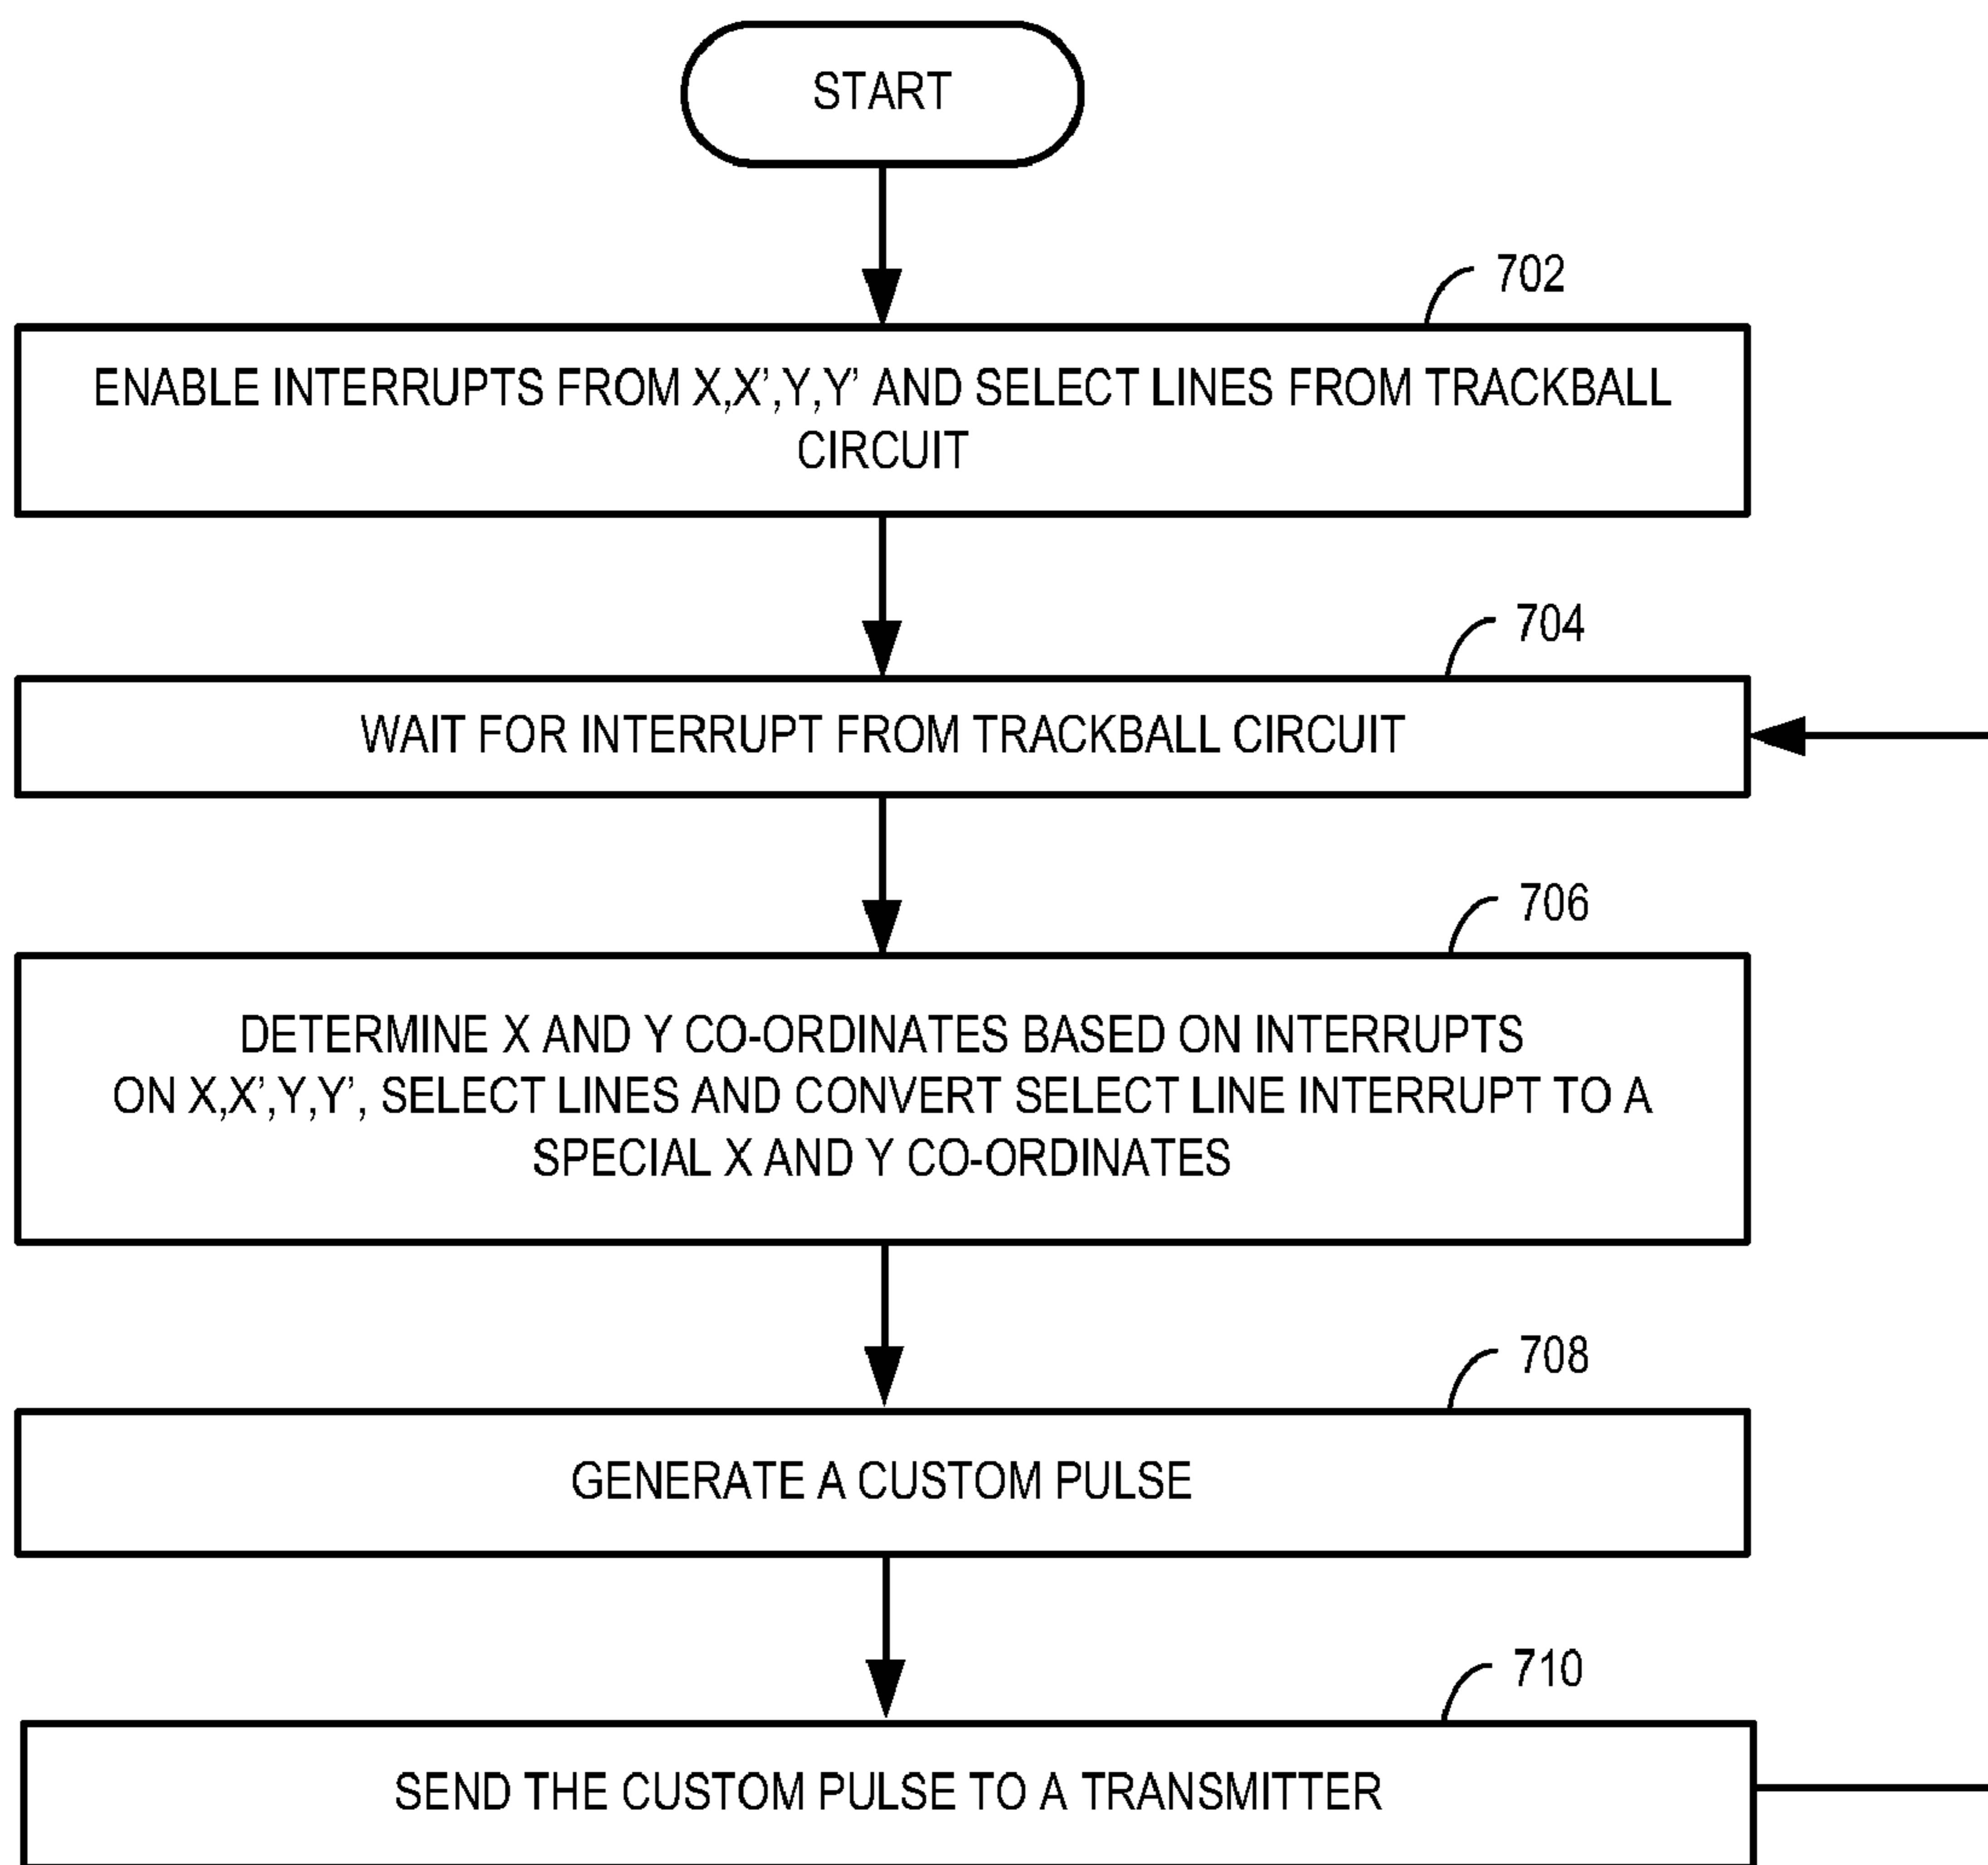 START
702
ENABLE INTERRUPTS FROM X,X',Y,Y' AND SELECT LINES FROM TRACKBALL
CIRCUIT
704
WAIT FOR INTERRUPT FROM TRACKBALL CIRCUIT
706
DETERMINE X AND Y CO-ORDINATES BASED ON INTERRUPTS
ON X,X',Y,Y', SELECT LINES AND CONVERT SELECT LINE INTERRUPT TO A
SPECIAL X AND Y CO-ORDINATES
708
GENERATE A CUSTOM PULSE
710
SEND THE CUSTOM PULSE TO A TRANSMITTER